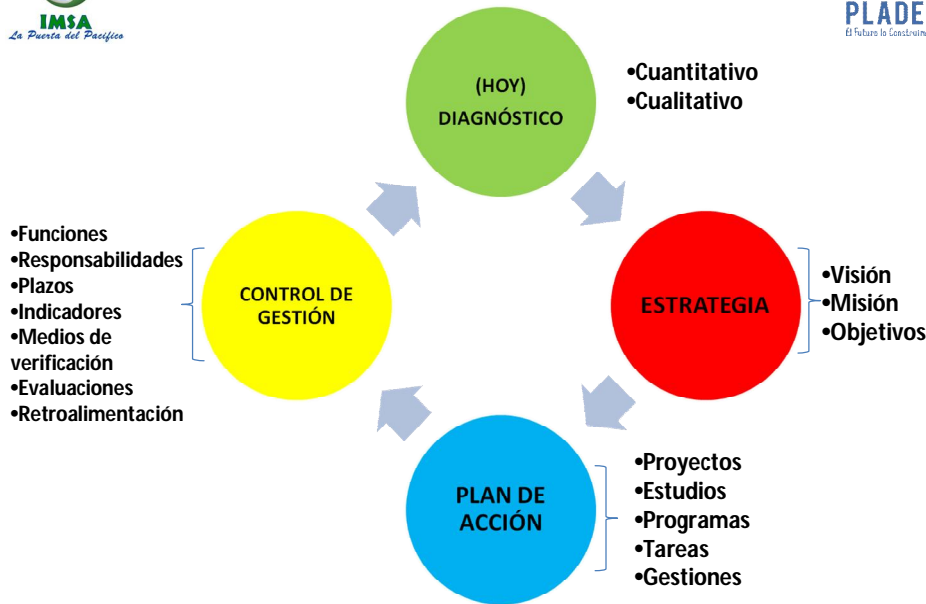 IMSA
La Puerta del Pacífico
PLADE
El Futuro lo Construim
(HOY)
DIAGNÓSTICO
•Cuantitativo
•Cualitativo
•Funciones
•Responsabilidades
•Plazos
•Indicadores
•Medios de
verificación
•Evaluaciones
•Retroalimentación
CONTROL DE
GESTIÓN
ESTRATEGIA
•Visión
•Misión
•Objetivos
PLAN DE
ACCIÓN
•Proyectos
•Estudios
•Programas
•Tareas
•Gestiones